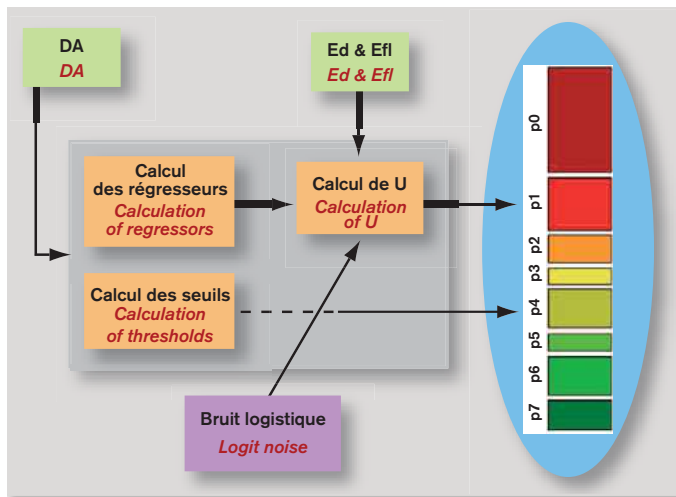 DA
DA
Ed & Efl
Ed & Efl
Calcul
des régresseurs
Calculation
of regressors
Calcul de U
Calculation
of U
Calcul des seuils
Calculation
of thresholds
Bruit logistique
Logit noise
p0
p1
p2
p3
p4
p5
p6
p7